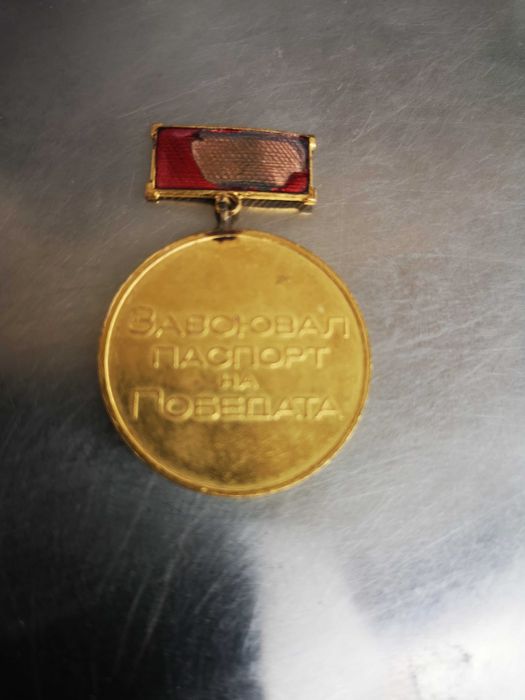 Завоювал
паспорт
на
Победата